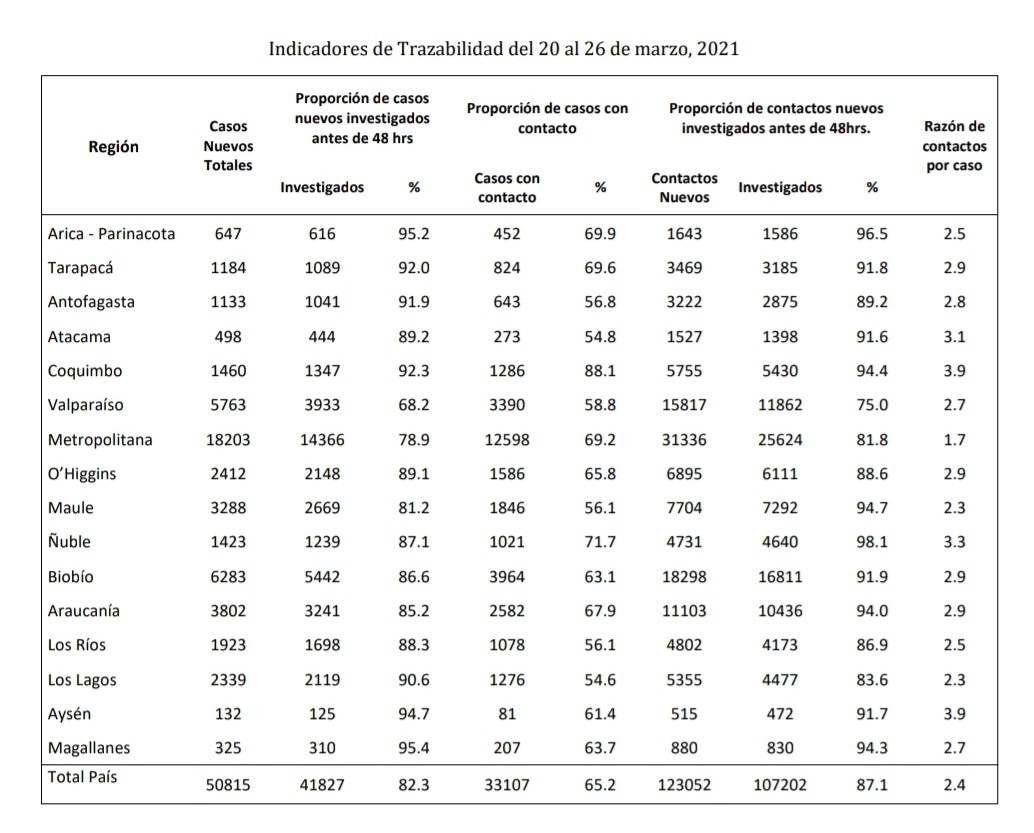 Indicadores de Trazabilidad del 20 al 26 de marzo, 2021
Región
Casos
Nuevos
Totales
Proporción de casos
nuevos investigados
antes de 48 hrs
Proporción de casos con
contacto
Proporción de contactos nuevos
investigados antes de 48hrs.
Razón de
contactos
por caso
Investigados
%
Casos con
contacto
%
Contactos
Nuevos
Investigados
%
Arica - Parinacota 647 616 95.2 452 69.9 1643 1586 96.5 2.5
Tarapacá 1184 1089 92.0 824 69.6 3469 3185 91.8 2.9
Antofagasta 1133 1041 91.9 643 56.8 3222 2875 89.2 2.8
Atacama 498 444 89.2 273 54.8 1527 1398 91.6 3.1
Coquimbo 1460 1347 92.3 1286 88.1 5755 5430 94.4 3.9
Valparaíso 5763 3933 68.2 3390 58.8 15817 11862 75.0 2.7
Metropolitana 18203 14366 78.9 12598 69.2 31336 25624 81.8 1.7
O’Higgins 2412 2148 89.1 1586 65.8 6895 6111 88.6 2.9
Maule 3288 2669 81.2 1846 56.1 7704 7292 94.7 2.3
Ñuble 1423 1239 87.1 1021 71.7 4731 4640 98.1 3.3
Biobío 6283 5442 86.6 3964 63.1 18298 16811 91.9 2.9
Araucanía 3802 3241 85.2 2582 67.9 11103 10436 94.0 2.9
Los Ríos 1923 1698 88.3 1078 56.1 4802 4173 86.9 2.5
Los Lagos 2339 2119 90.6 1276 54.6 5355 4477 83.6 2.3
Aysén 132 125 94.7 81 61.4 515 472 91.7 3.9
Magallanes 325 310 95.4 207 63.7 880 830 94.3 2.7
Total País 50815 41827 82.3 33107 65.2 123052 107202 87.1 2.4